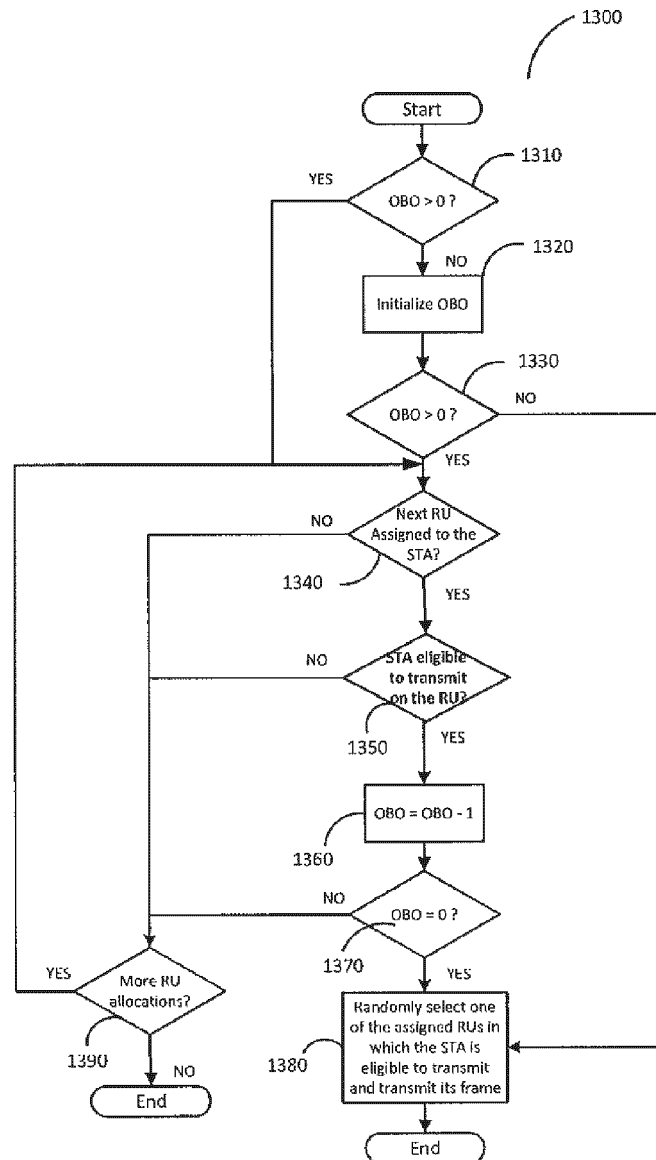 1300
Start
1310
YES
OBO > 0 ?
NO
1320
Initialize OBO
1330
OBO > 0 ?
NO
YES
NO
Next RU
Assigned to the
STA?
1340
YES
NO
STA eligible
to transmit
on the RU?
1350
YES
OBO = OBO - 1
1360
NO
OBO = 0 ?
1370
YES
YES
More RU
allocations?
1390
NO
End
Randomly select one
of the assigned RUs in
which the STA is
eligible to transmit
and transmit its frame
1380
End